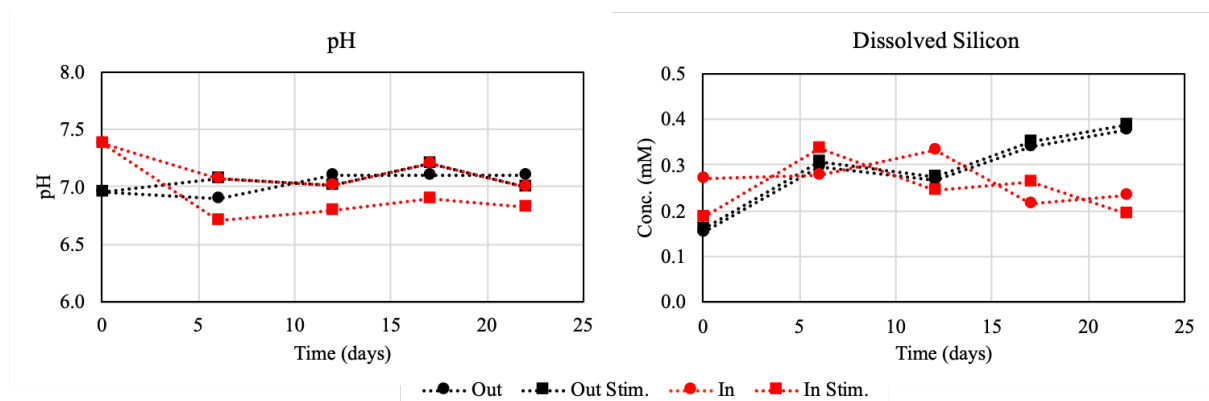 pH
8.0
7.5
7.0
6.5
6.0
pH
0 5 10 15 20 25
Time (days)
Dissolved Silicon
0.5
0.4
0.3
0.2
0.1
0.0
Conc. (mM)
0 5 10 15 20 25
Time (days)
Out Out Stim. In In Stim.